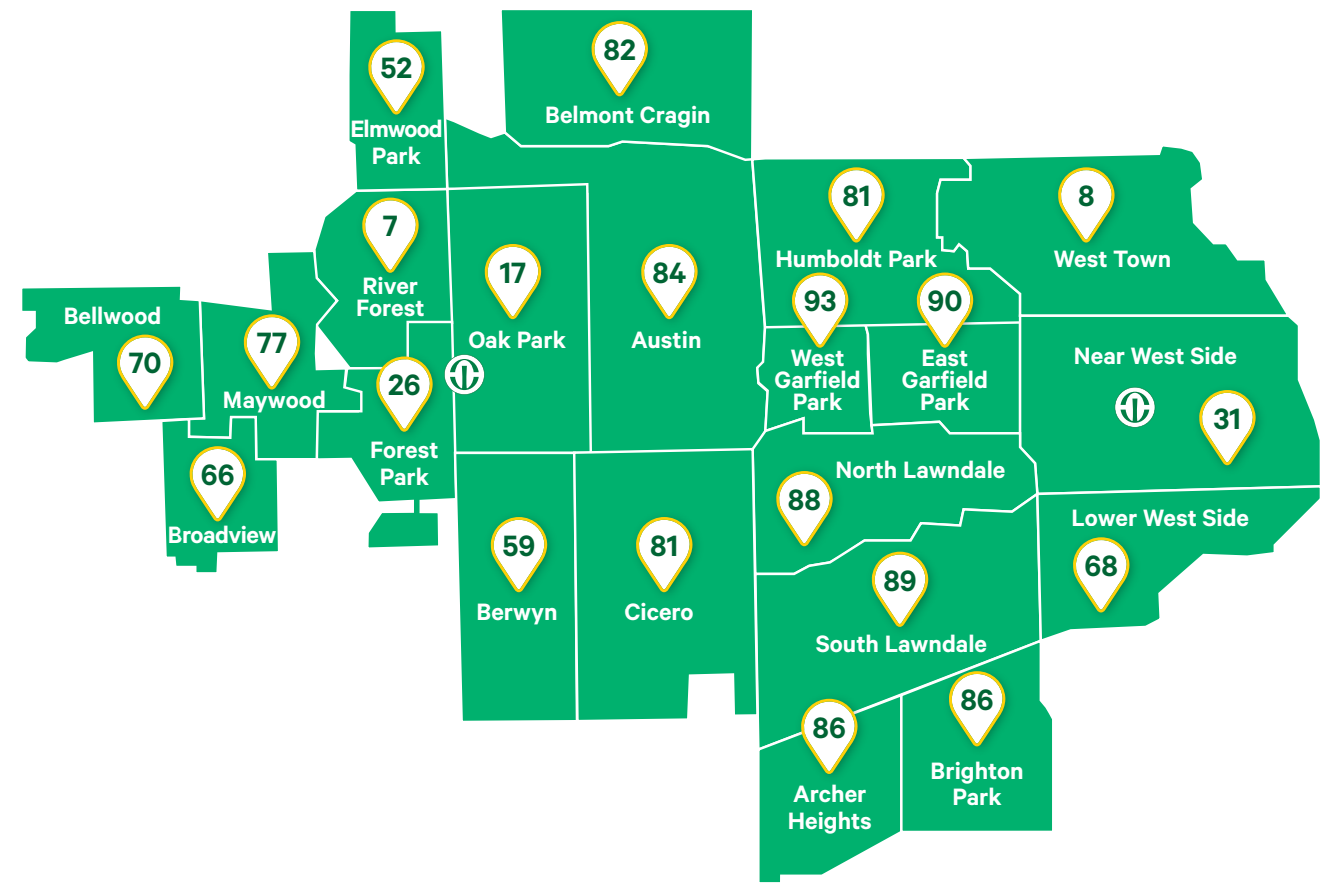 52
Elmwood
Park
82
Belmont Cragin
7
River
Forest
17
Oak Park
84
Austin
81
Humboldt Park
8
West Town
Bellwood
70
77
Maywood
26
Forest
Park
93
West
Garfield
Park
90
East
Garfield
Park
Near West Side
31
66
Broadview
59
Berwyn
81
Cicero
North Lawndale
88
89
South Lawndale
Lower West Side
68
86
Archer
Heights
86
Brighton
Park